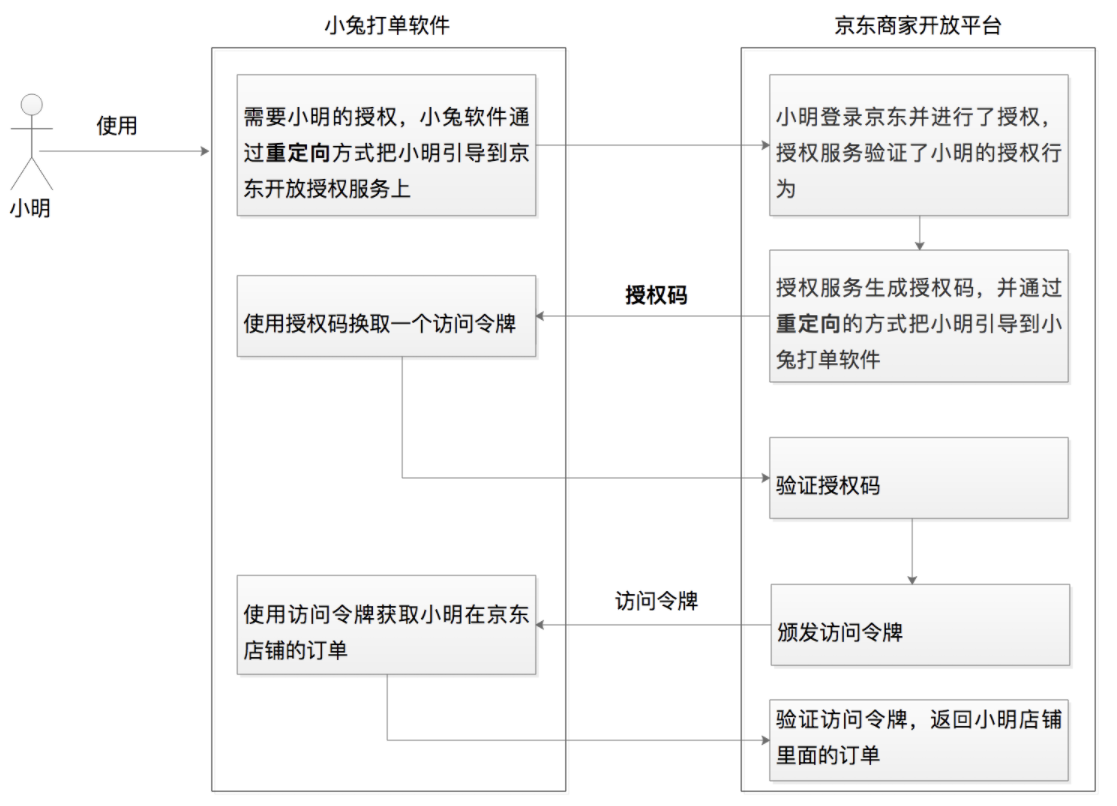 小兔打单软件
京东商家开放平台
使用
小明
需要小明的授权，小兔软件通
过重定向方式把小明引导到京
东开放授权服务上
小明登录京东并进行了授权，
授权服务验证了小明的授权行
为
授权服务生成授权码，并通过
重定向的方式把小明引导到小
兔打单软件
授权码
使用授权码换取一个访问令牌
验证授权码
颁发访问令牌
访问令牌
使用访问令牌获取小明在京东
店铺的订单
验证访问令牌，返回小明店铺
里面的订单